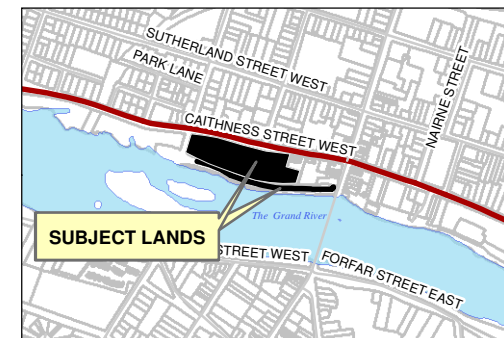 SUTHERLAND STREET WEST
PARK LANE
NAIRNE STREET
CAITHNESS STREET WEST
The Grand River
SUBJECT LANDS
STREET WEST
FORFAR STREET EAST